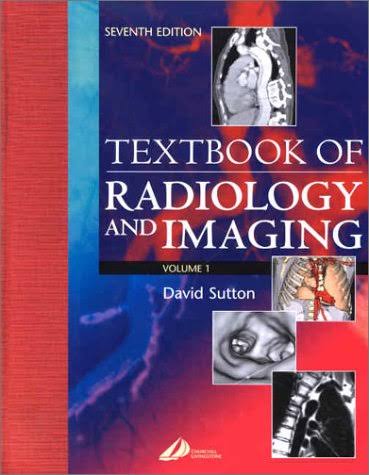 SEVENTH EDITION
TEXTBOOK OF
RADIOLOGY
AND IMAGING
VOLUME 1
David Sutton
CHURCHILL
LIVINGSTONE